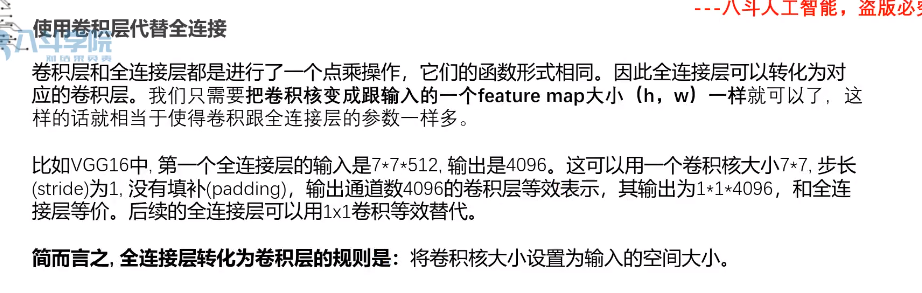 ---八斗人工智能，盗版必究
使用卷积层代替全连接
八斗学院
卷积层和全连接层都是进行了一个点乘操作，它们的函数形式相同。因此全连接层可以转化为对
应的卷积层。我们只需要把卷积核变成跟输入的一个feature map大小（h，w）一样就可以了，这
样的话就相当于使得卷积跟全连接层的参数一样多。
比如VGG16中, 第一个全连接层的输入是7*7*512, 输出是4096。这可以用一个卷积核大小7*7, 步长
(stride)为1, 没有填补(padding)，输出通道数4096的卷积层等效表示，其输出为1*1*4096，和全连
接层等价。后续的全连接层可以用1x1卷积等效替代。
简而言之, 全连接层转化为卷积层的规则是：将卷积核大小设置为输入的空间大小。